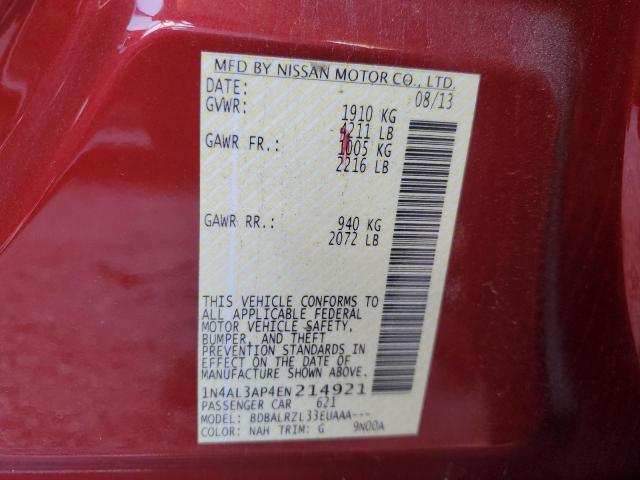 MFD BY NISSAN MOTOR CO., LTD.
DATE: 08/13
GVWR: 1910 KG
4211 LB
GAWR FR.: 1005 KG
2216 LB
GAWR RR.: 940 KG
2072 LB
THIS VEHICLE CONFORMS TO
ALL APPLICABLE FEDERAL
MOTOR VEHICLE SAFETY,
BUMPER, AND THEFT
PREVENTION STANDARDS IN
EFFECT ON THE DATE OF
MANUFACTURE SHOWN ABOVE.
1N4AL3AP4EN214921
PASSENGER CAR 621
MODEL: BDBALRZL33EUAAA---
COLOR: NAH TRIM: G 9N00A